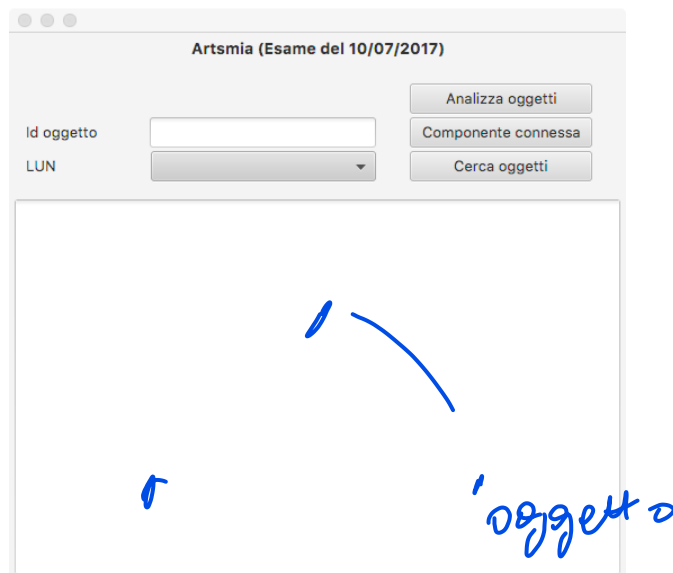 Artsmia (Esame del 10/07/2017)
Analizza oggetti
Id oggetto
Componente connessa
LUN
Cerca oggetti
oggetto